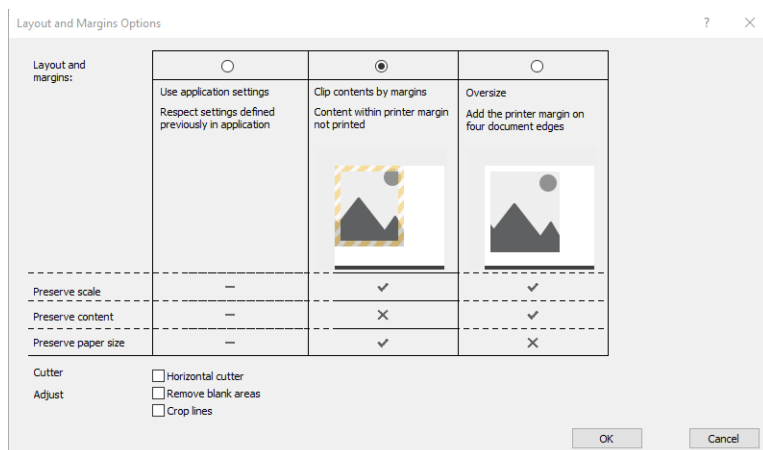 Layout and Margins Options
Layout and
margins:
Use application settings
Respect settings defined
previously in application
Clip contents by margins
Content within printer margin
not printed
Oversize
Add the printer margin on
four document edges
Preserve scale
Preserve content
Preserve paper size
Cutter
Horizontal cutter
Adjust
Remove blank areas
Crop lines
OK
Cancel